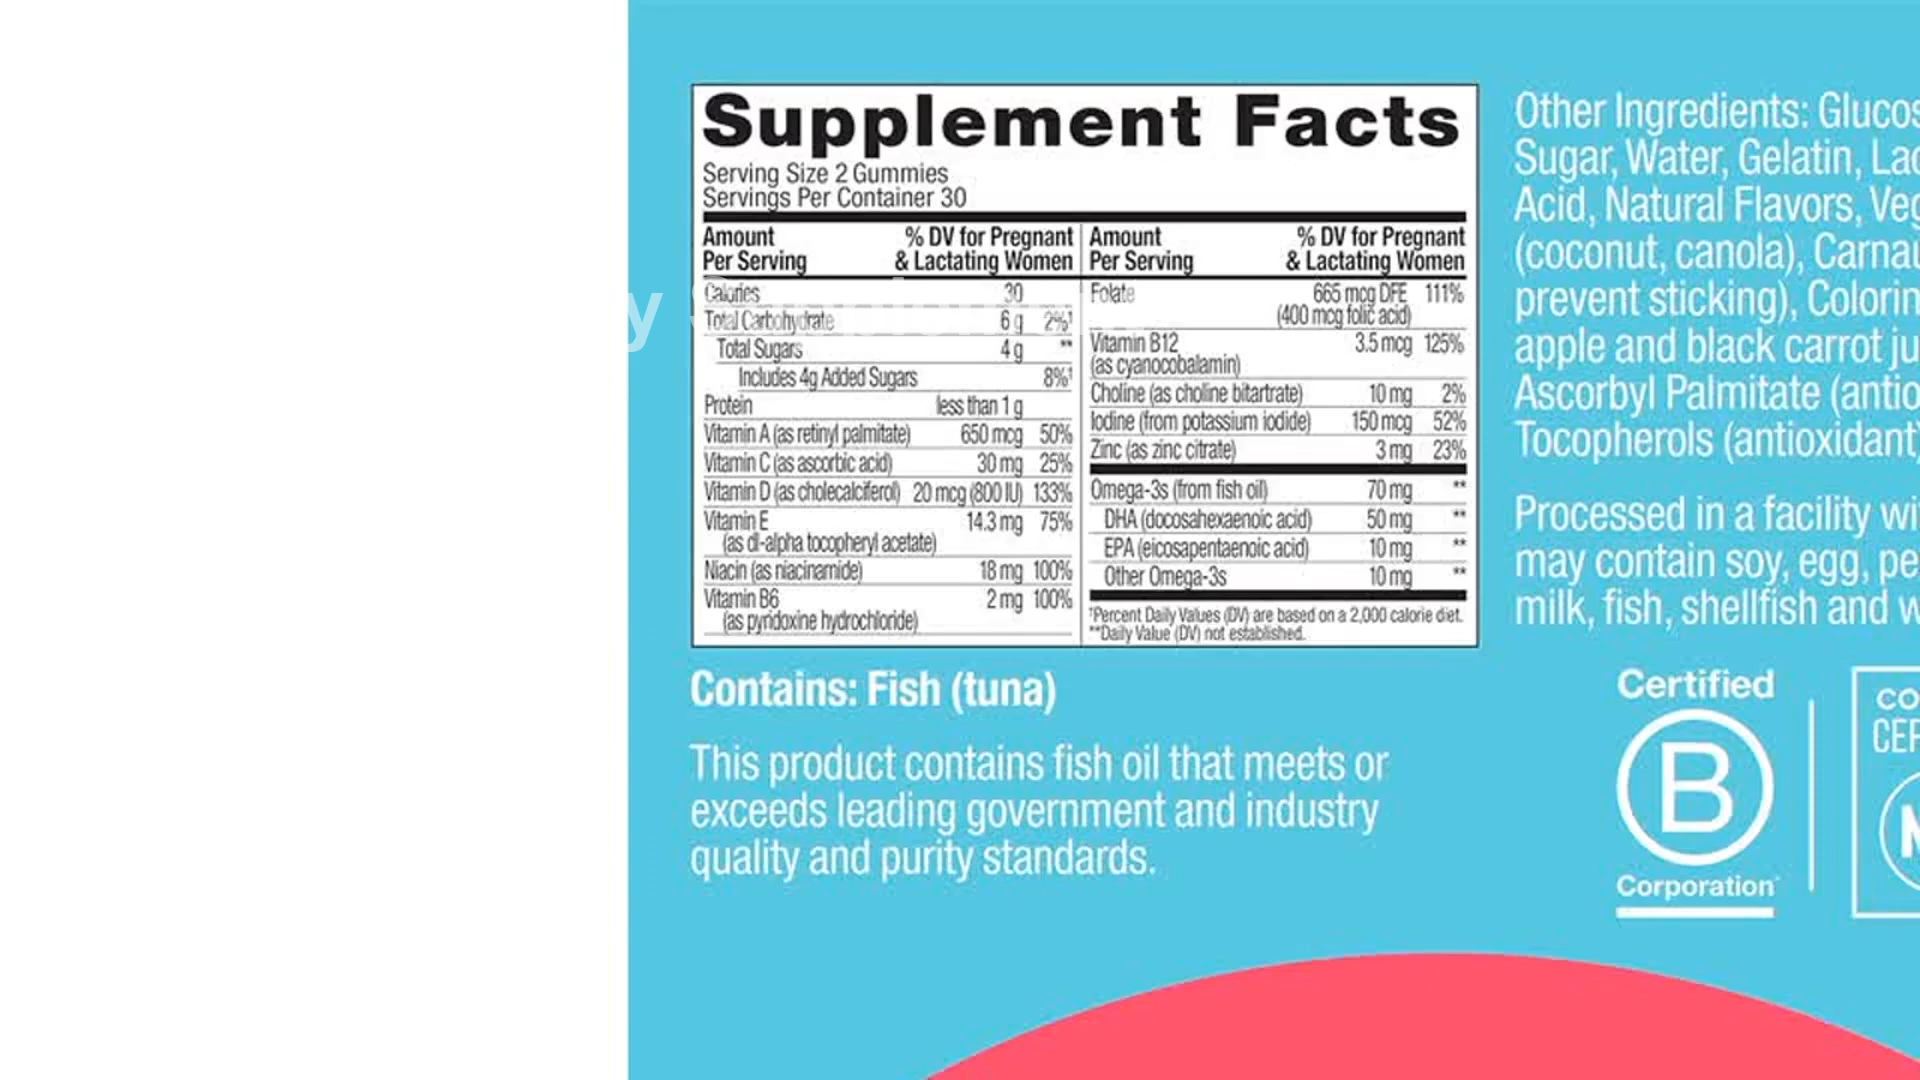 Supplement Facts
Serving Size 2 Gummies
Servings Per Container 30
Amount Per Serving % DV for Pregnant & Lactating Women
Calories 30
Total Carbohydrate 6 g 2%†
Total Sugars 4 g **
Includes 4g Added Sugars 8%†
Protein less than 1 g
Vitamin A (as retinyl palmitate) 650 mcg 50%
Vitamin C (as ascorbic acid) 30 mg 25%
Vitamin D (as cholecalciferol) 20 mcg (800 IU) 133%
Vitamin E 14.3 mg 75%
(as dl-alpha tocopheryl acetate)
Niacin (as niacinamide) 18 mg 100%
Vitamin B6 2 mg 100%
(as pyridoxine hydrochloride)
Amount Per Serving % DV for Pregnant & Lactating Women
Folate 665 mcg DFE 111%
(400 mcg folic acid)
Vitamin B12 3.5 mcg 125%
(as cyanocobalamin)
Choline (as choline bitartrate) 10 mg 2%
Iodine (from potassium iodide) 150 mcg 52%
Zinc (as zinc citrate) 3 mg 23%
Omega-3s (from fish oil) 70 mg **
DHA (docosahexaenoic acid) 50 mg **
EPA (eicosapentaenoic acid) 10 mg **
Other Omega-3s 10 mg **
†Percent Daily Values (DV) are based on a 2,000 calorie diet.
**Daily Value (DV) not established.
Contains: Fish (tuna)
This product contains fish oil that meets or
exceeds leading government and industry
quality and purity standards.
Other Ingredients:
Sugar, Water, Gelatin,
Acid, Natural Flavors,
(coconut, canola),
prevent sticking),
apple and black carrot
Ascorbyl Palmitate
Tocopherols (antioxidant)
Processed in a facility
may contain soy, egg,
milk, fish, shellfish and
Certified
B
Corporation